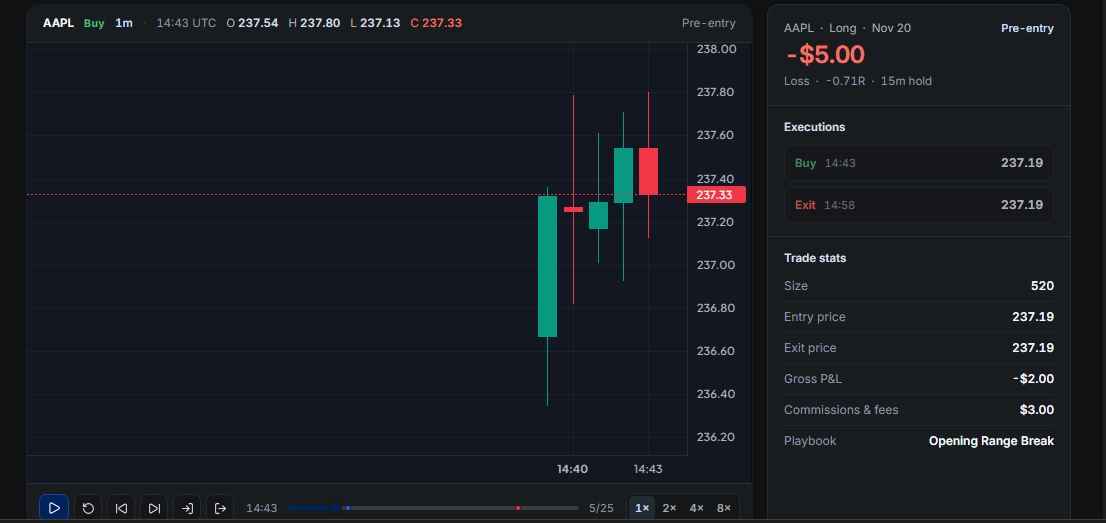 AAPL Buy 1m · 14:43 UTC O 237.54 H 237.80 L 237.13 C 237.33 Pre-entry
238.00
237.80
237.60
237.40
237.33
237.20
237.00
236.80
236.60
236.40
236.20
14:40 14:43
14:43 5/25 1× 2× 4× 8×
AAPL · Long · Nov 20 Pre-entry
-$5.00
Loss · -0.71R · 15m hold
Executions
Buy 14:43 237.19
Exit 14:58 237.19
Trade stats
Size 520
Entry price 237.19
Exit price 237.19
Gross P&L -$2.00
Commissions & fees $3.00
Playbook Opening Range Break